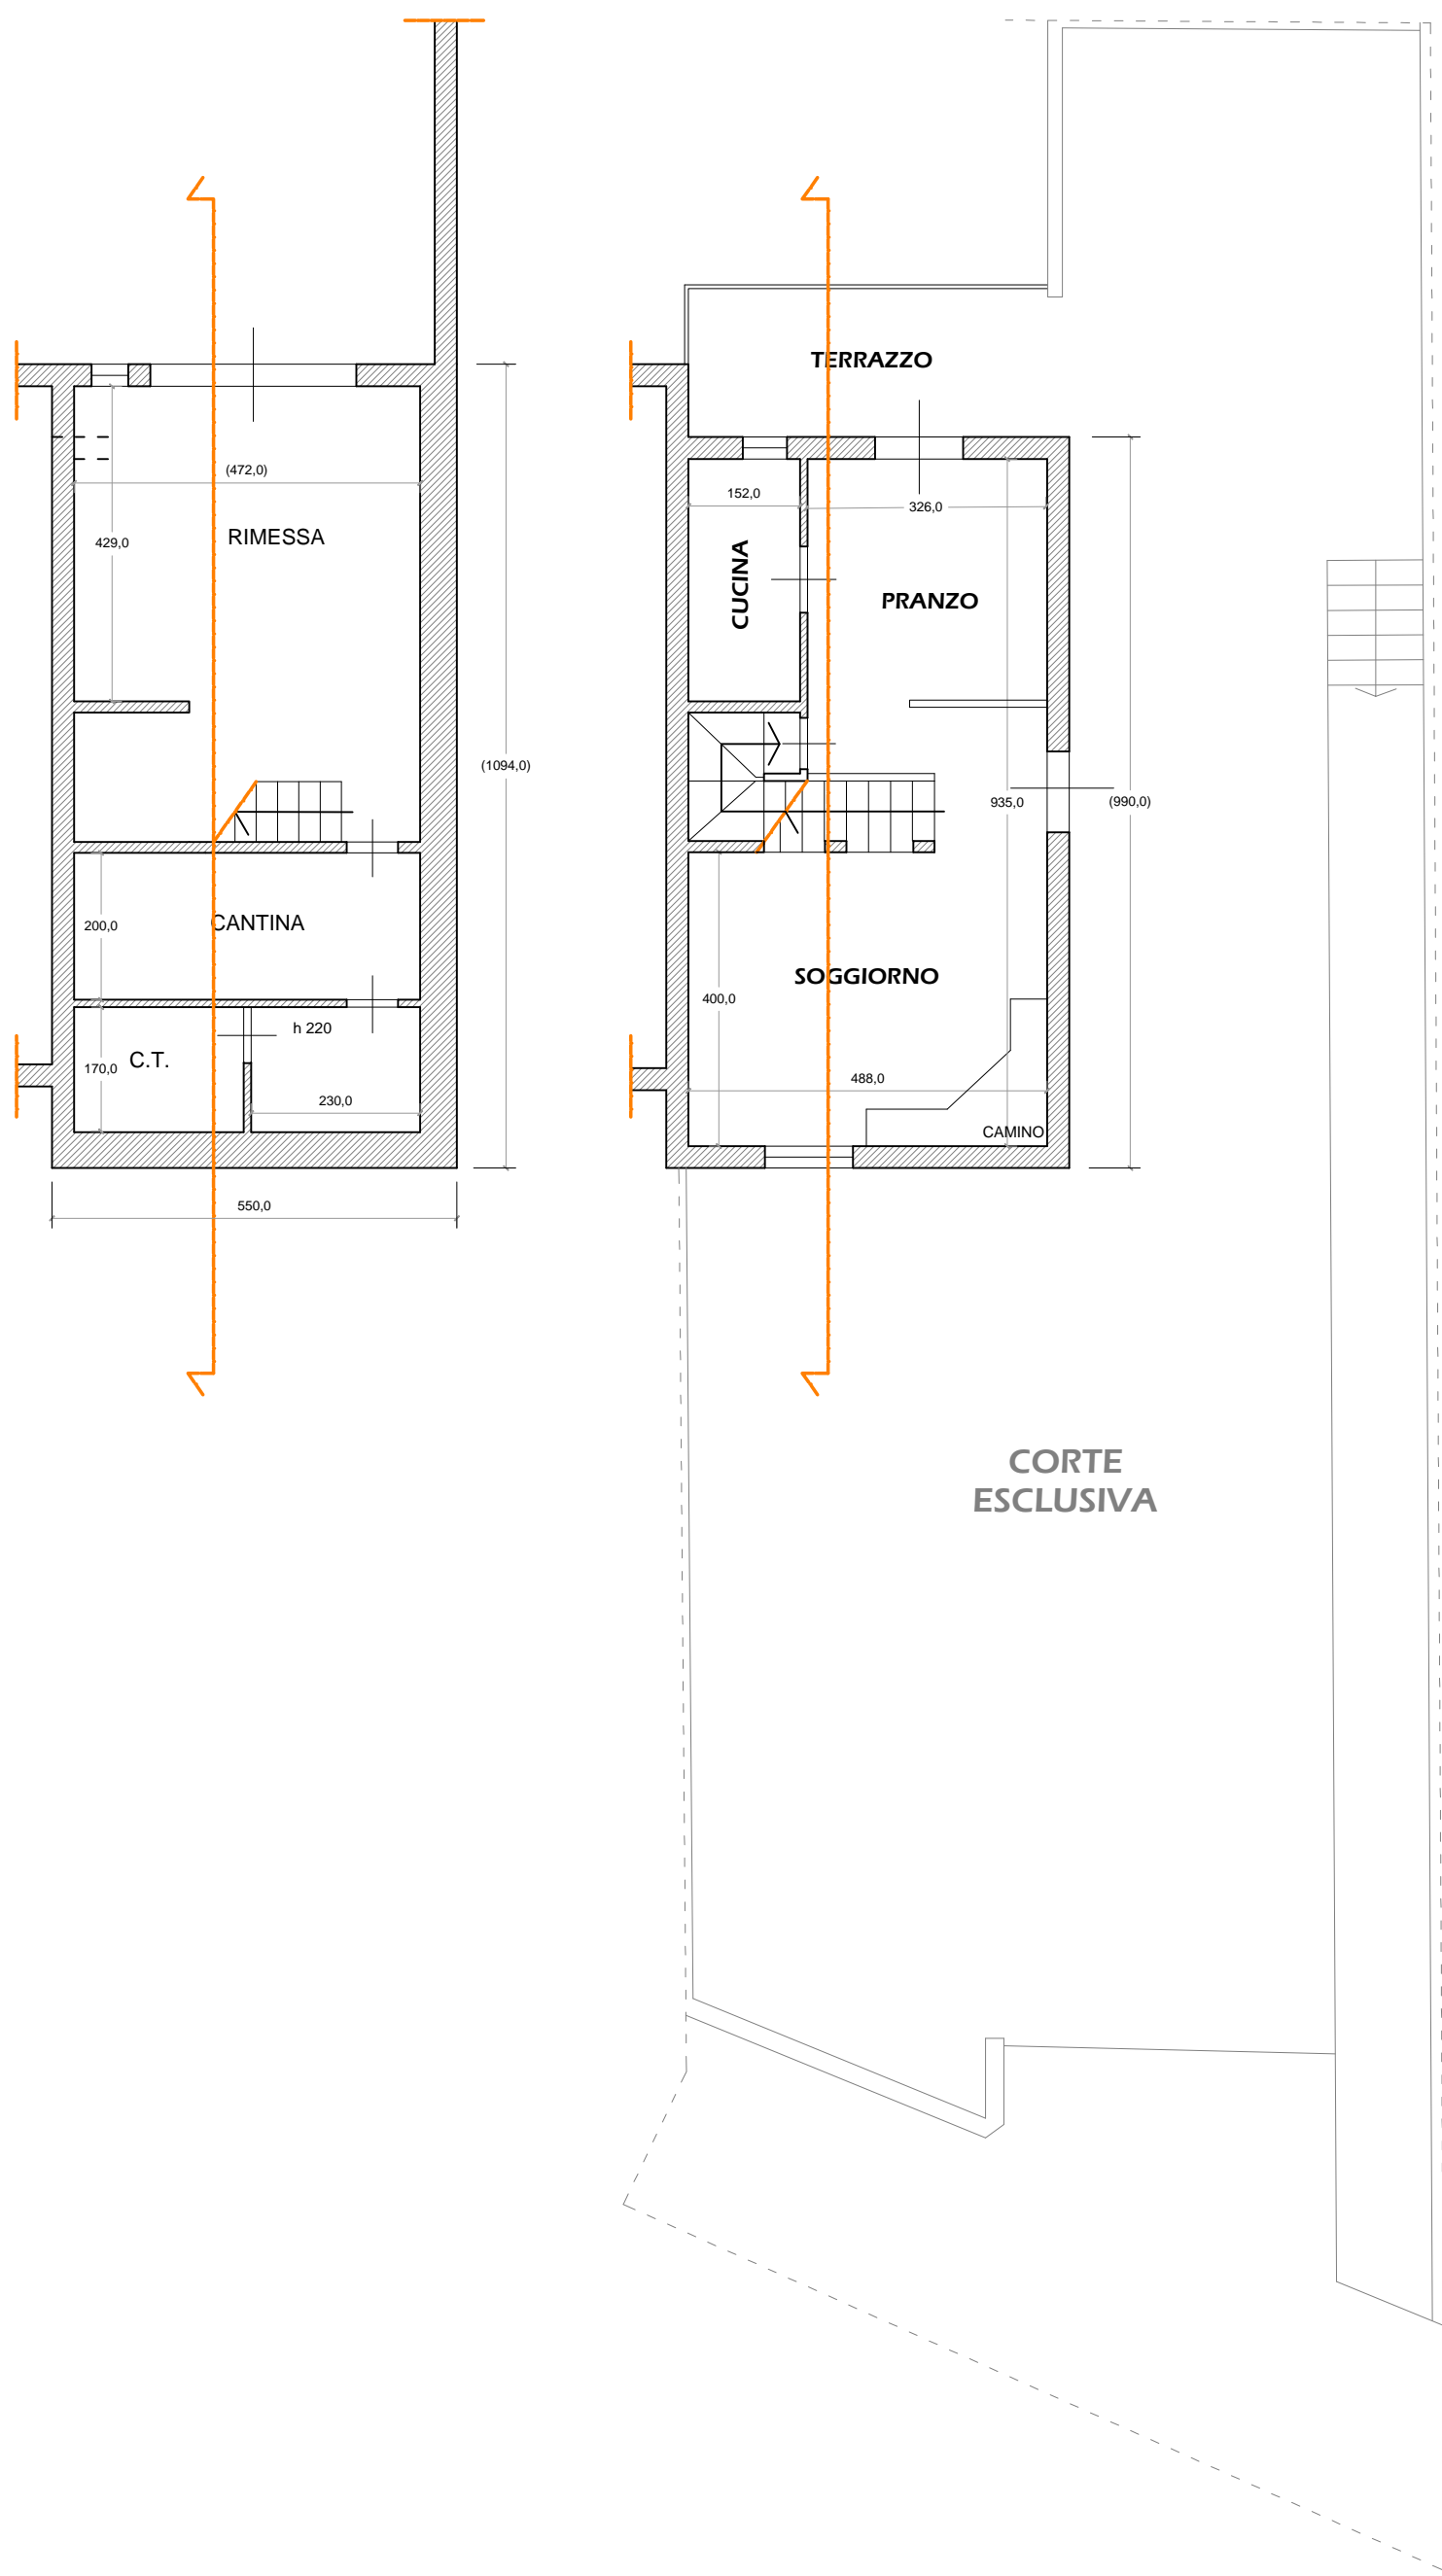 (472,0)
RIMESSA
429,0
(1094,0)
CANTINA
200,0
h 220
C.T.
170,0
230,0
550,0
TERRAZZO
152,0
326,0
CUCINA
PRANZO
935,0
(990,0)
SOGGIORNO
400,0
488,0
CAMINO
CORTE
ESCLUSIVA